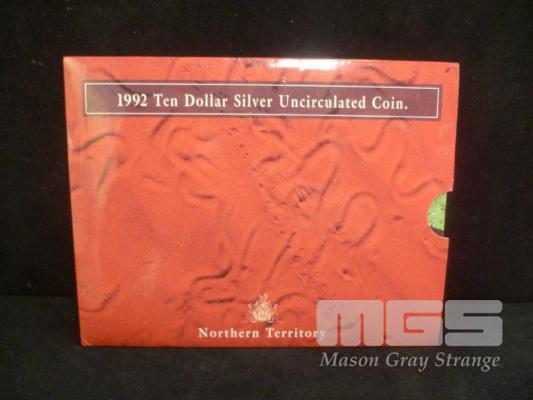 1992 Ten Dollar Silver Uncirculated Coin.
Northern Territory
MGS
Mason Gray Strange